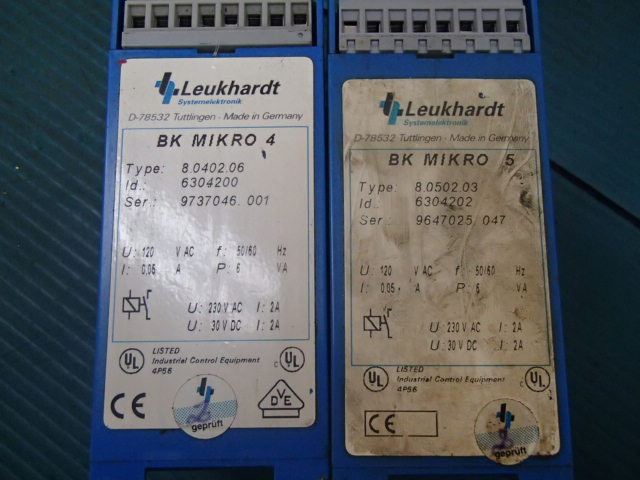 Leukhardt
Systemelektronik
D-78532 Tuttlingen - Made in Germany
BK MIKRO 4
Type: 8.0402.06
Id.: 6304200
Ser.: 9737046. 001
U: 120 V AC f: 50/60 Hz
I: 0,05 A P: 6 VA
U: 230 V AC I: 2A
U: 30 V DC I: 2A
UL
LISTED
Industrial Control Equipment
4P56
c UL
CE
geprüft
DVE
Leukhardt
Systemelektronik
D-78532 Tuttlingen - Made in Germany
BK MIKRO 5
Type: 8.0502.03
Id.: 6304202
Ser.: 9647025. 047
U: 120 V AC f: 50/60 Hz
I: 0,05 A P: 6 VA
U: 230 V AC I: 2A
U: 30 V DC I: 2A
UL
LISTED
Industrial Control Equipment
4P56
c UL
CE
geprüft